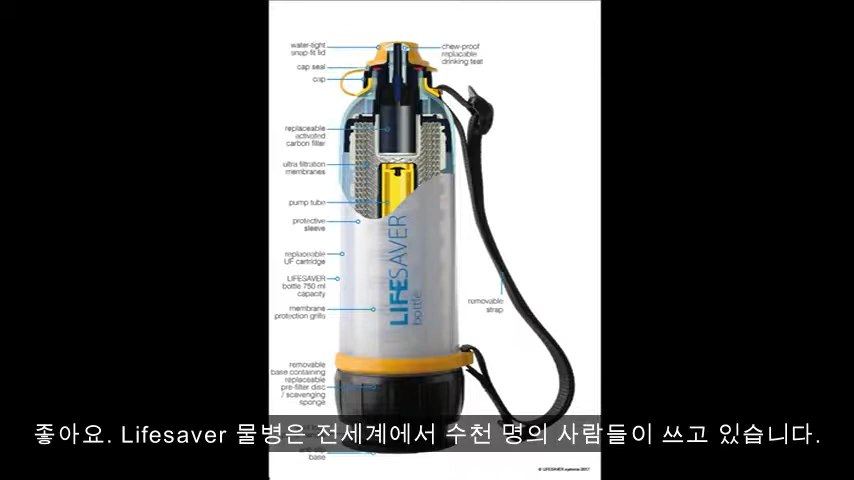 water-tight
snap-fit lid
chew-proof
replacable
drinking teat
cap seal
cap
replaceable
activated
carbon filter
ultra filtration
membranes
pump tube
protective
sleeve
replaceable
UF cartridge
LIFESAVER
bottle 750 ml
capacity
membrane
protection grills
removable
strap
LIFESAVER
bottle
removable
base containing
replaceable
pre-filter disc
/ scavenging
sponge
좋아요. Lifesaver 물병은 전세계에서 수천 명의 사람들이 쓰고 있습니다.
base
© LIFESAVER systems 2007